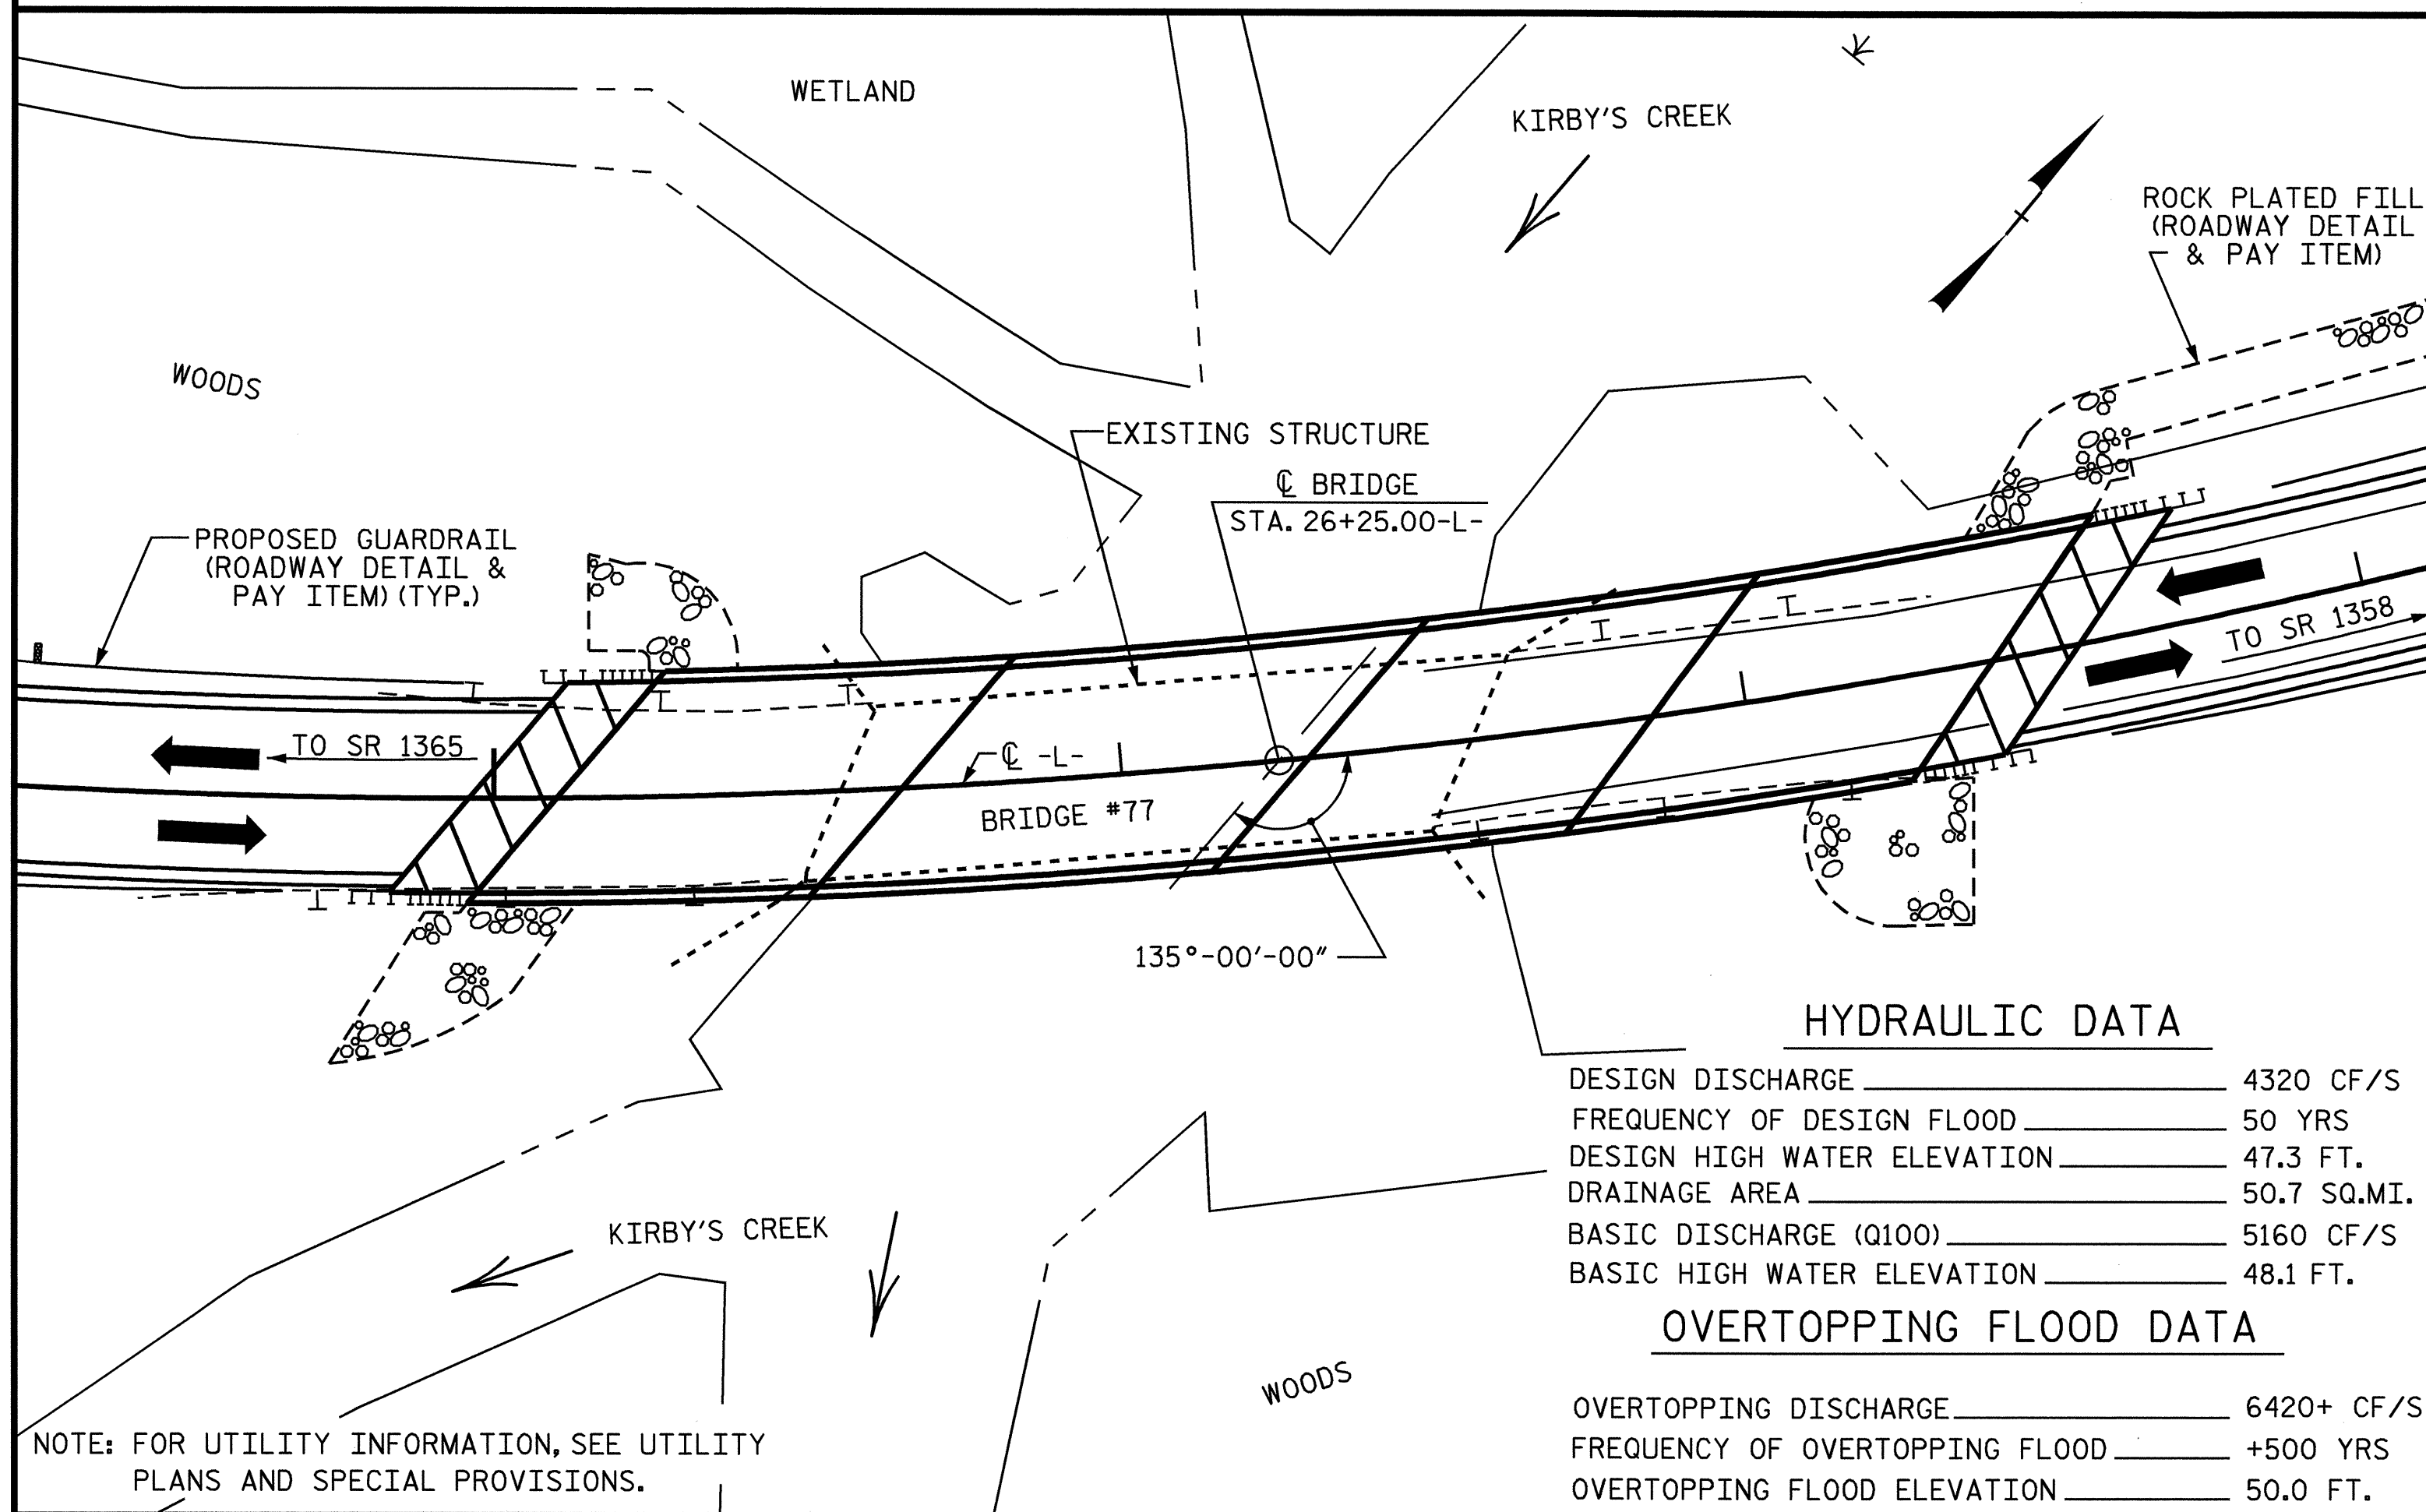 WETLAND
KIRBY'S CREEK
ROCK PLATED FILL
(ROADWAY DETAIL
& PAY ITEM)
WOODS
EXISTING STRUCTURE
℄ BRIDGE
STA. 26+25.00-L-
PROPOSED GUARDRAIL
(ROADWAY DETAIL &
PAY ITEM) (TYP.)
TO SR 1358
TO SR 1365
℄ -L-
BRIDGE #77
135°-00'-00"
HYDRAULIC DATA
DESIGN DISCHARGE 4320 CF/S
FREQUENCY OF DESIGN FLOOD 50 YRS
DESIGN HIGH WATER ELEVATION 47.3 FT.
DRAINAGE AREA 50.7 SQ.MI.
BASIC DISCHARGE (Q100) 5160 CF/S
BASIC HIGH WATER ELEVATION 48.1 FT.
KIRBY'S CREEK
OVERTOPPING FLOOD DATA
WOODS
OVERTOPPING DISCHARGE 6420+ CF/S
FREQUENCY OF OVERTOPPING FLOOD +500 YRS
OVERTOPPING FLOOD ELEVATION 50.0 FT.
NOTE: FOR UTILITY INFORMATION, SEE UTILITY
PLANS AND SPECIAL PROVISIONS.